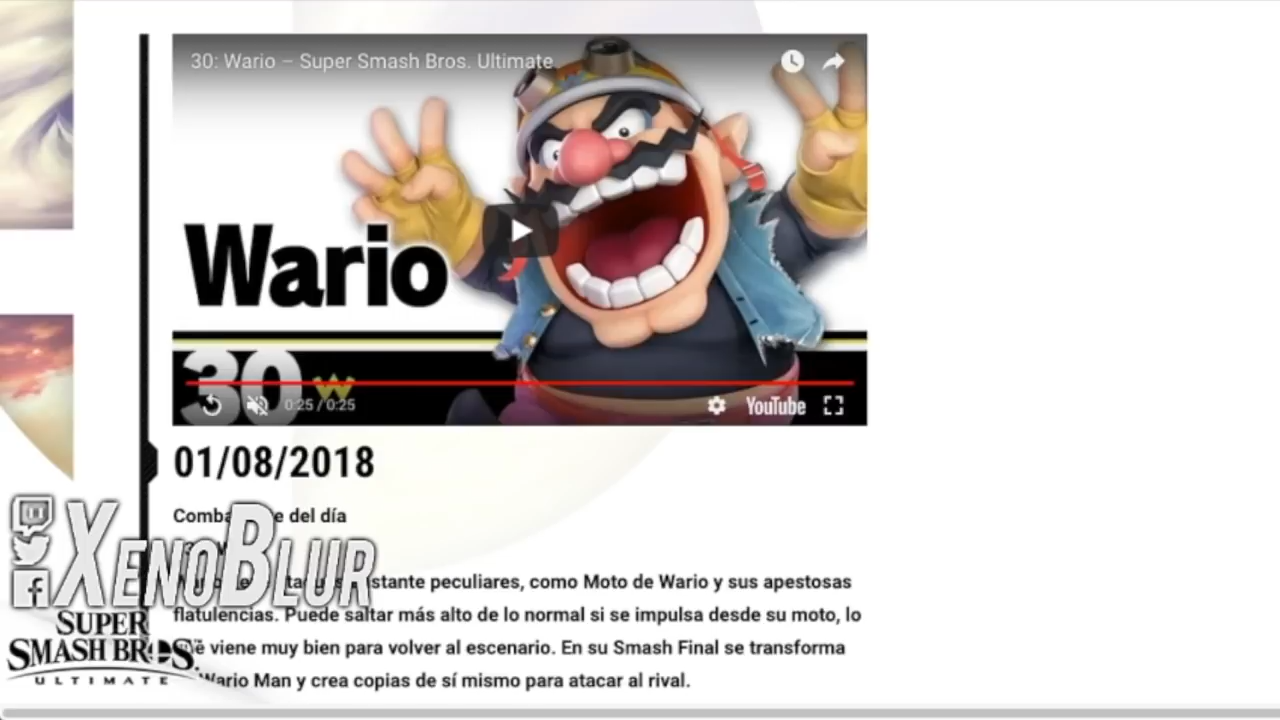 30: Wario – Super Smash Bros. Ultimate
Wario
30
0:25 / 0:25
YouTube
01/08/2018
del día
peculiares, como Moto de Wario y sus apestosas
flatulencias. Puede saltar más alto de lo normal si se impulsa desde su moto, lo
viene muy bien para volver al escenario. En su Smash Final se transforma
Wario Man y crea copias de sí mismo para atacar al rival.
XENOBLUR
SUPER
SMASH BROS.
ULTIMATE